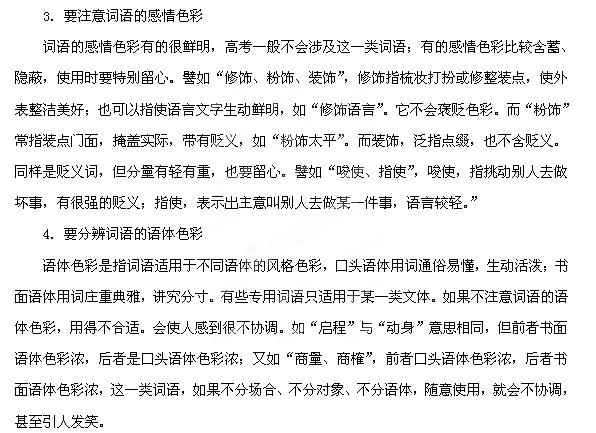 3. 要注意词语的感情色彩
词语的感情色彩有的很鲜明，高考一般不会涉及这一类词语；有的感情色彩比较含蓄、
隐蔽，使用时要特别留心。譬如“修饰、粉饰、装饰”，修饰指梳妆打扮或修整装点，使外
表整洁美好；也可以指使语言文字生动鲜明，如“修饰语言”。它不会褒贬色彩。而“粉饰”
常指装点门面，掩盖实际，带有贬义，如“粉饰太平”。而装饰，泛指点缀，也不含贬义。
同样是贬义词，但分量有轻有重，也要留心。譬如“唆使、指使”，唆使，指挑动别人去做
坏事，有很强的贬义；指使，表示出主意叫别人去做某一件事，语言较轻。”
4. 要分辨词语的语体色彩
语体色彩是指词语适用于不同语体的风格色彩，口头语体用词通俗易懂，生动活泼；书
面语体用词庄重典雅，讲究分寸。有些专用词语只适用于某一类文体。如果不注意词语的语
体色彩，用得不合适。会使人感到很不协调。如“启程”与“动身”意思相同，但前者书面
语体色彩浓，后者是口头语体色彩浓；又如“商量、商榷”，前者口头语体色彩浓，后者书
面语体色彩浓，这一类词语，如果不分场合、不分对象、不分语体，随意使用，就会不协调，
甚至引人发笑。